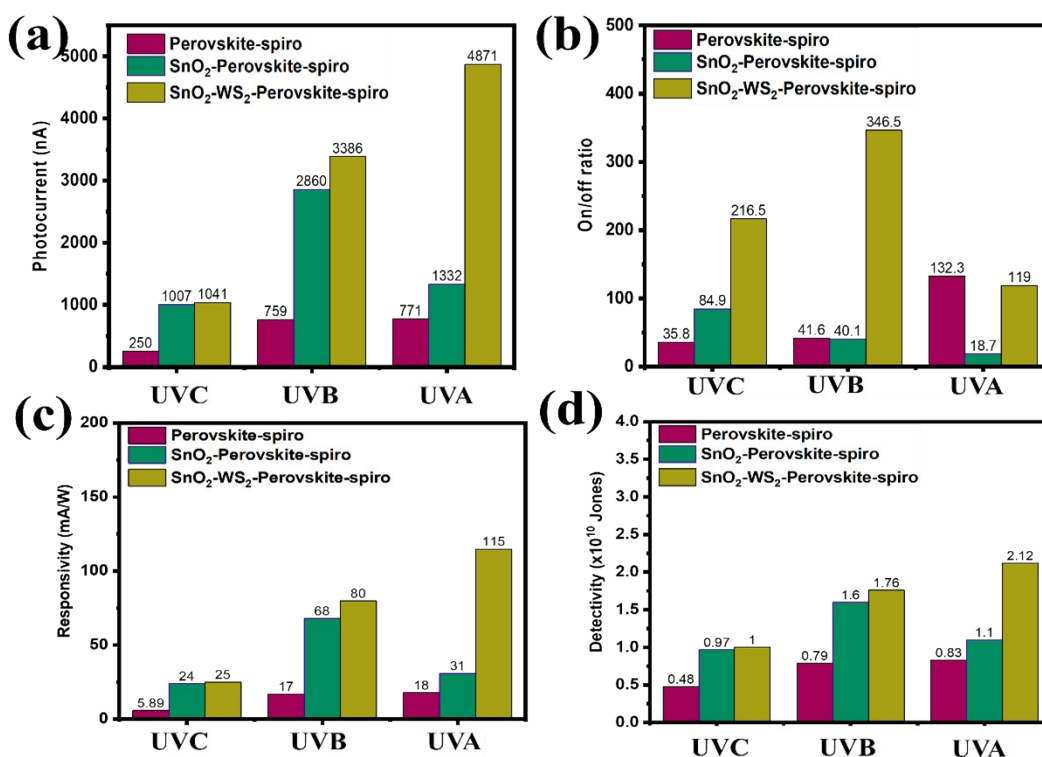 (a)
Perovskite-spiro
SnO₂-Perovskite-spiro
SnO₂-WS₂-Perovskite-spiro
Photocurrent (nA)
5000
4000
3000
2000
1000
0
250
1007
1041
759
2860
3386
771
1332
4871
UVC
UVB
UVA
(b)
Perovskite-spiro
SnO₂-Perovskite-spiro
SnO₂-WS₂-Perovskite-spiro
On/off ratio
500
400
300
200
100
0
35.8
84.9
216.5
41.6
40.1
346.5
132.3
18.7
119
UVC
UVB
UVA
(c)
Perovskite-spiro
SnO₂-Perovskite-spiro
SnO₂-WS₂-Perovskite-spiro
Responsivity (mA/W)
200
150
100
50
0
5.89
24
25
17
68
80
18
31
115
UVC
UVB
UVA
(d)
Perovskite-spiro
SnO₂-Perovskite-spiro
SnO₂-WS₂-Perovskite-spiro
Detectivity (x10¹⁰ Jones)
4.0
3.5
3.0
2.5
2.0
1.5
1.0
0.5
0.0
0.48
0.97
1
0.79
1.6
1.76
0.83
1.1
2.12
UVC
UVB
UVA